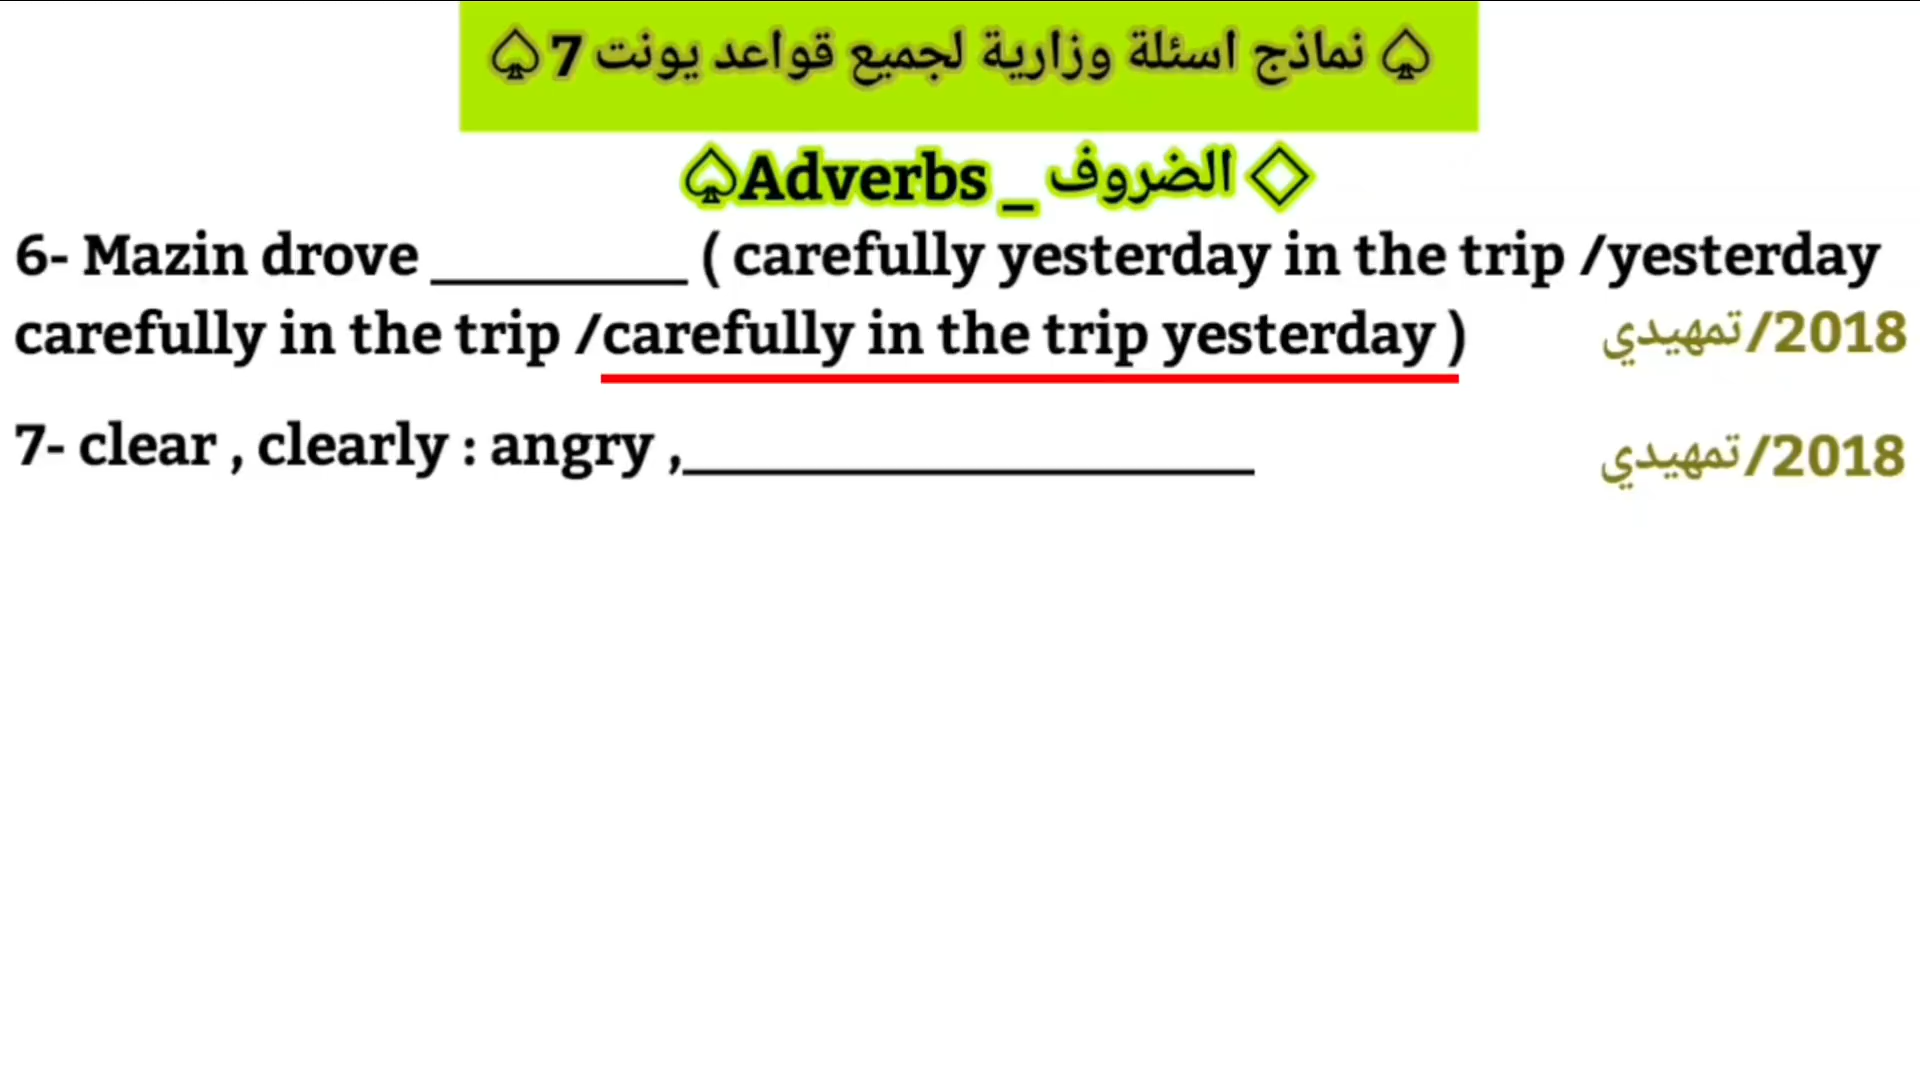 ♤ نماذج اسئلة وزارية لجميع قواعد يونت 7 ♤
◇ الضروف _ Adverbs♤
6- Mazin drove _________ ( carefully yesterday in the trip /yesterday
carefully in the trip /carefully in the trip yesterday ) 2018/تمهيدي
7- clear , clearly : angry ,____________________ 2018/تمهيدي